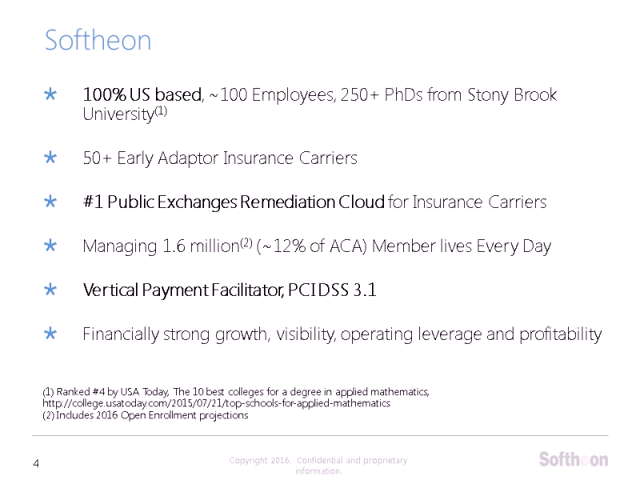 Softheon
* 100% US based, ~100 Employees, 250+ PhDs from Stony Brook
University(1)
* 50+ Early Adaptor Insurance Carriers
* #1 Public Exchanges Remediation Cloud for Insurance Carriers
* Managing 1.6 million(2) (~12% of ACA) Member lives Every Day
* Vertical Payment Facilitator, PCIDSS 3.1
* Financially strong growth, visibility, operating leverage and profitability
(1) Ranked #4 by USA Today, The 10 best colleges for a degree in applied mathematics,
http://college.usatoday.com/2015/07/21/top-schools-for-applied-mathematics
(2) Includes 2016 Open Enrollment projections
4
Copyright 2016. Confidential and proprietary
information.
Softheon